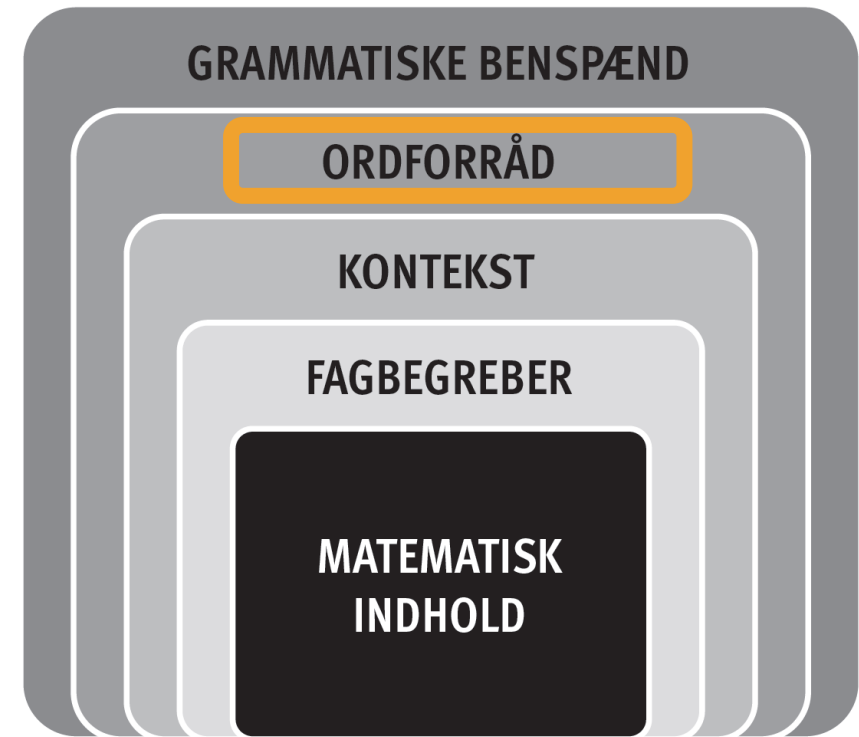 GRAMMATISKE BENSPÆND
ORDFORRÅD
KONTEKST
FAGBEGREBER
MATEMATISK
INDHOLD